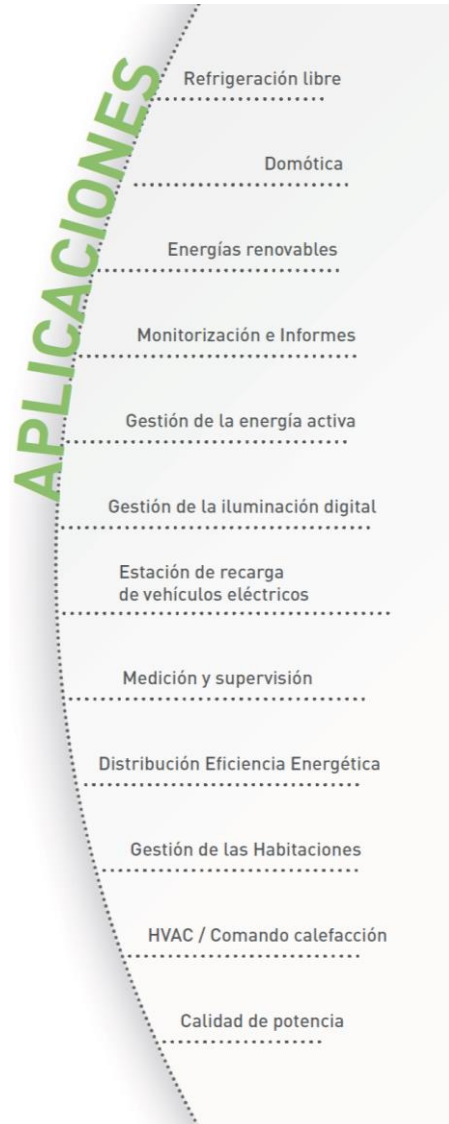 APLICACIONES
Refrigeración libre
Domótica
Energías renovables
Monitorización e Informes
Gestión de la energía activa
Gestión de la iluminación digital
Estación de recarga
de vehículos eléctricos
Medición y supervisión
Distribución Eficiencia Energética
Gestión de las Habitaciones
HVAC / Comando calefacción
Calidad de potencia